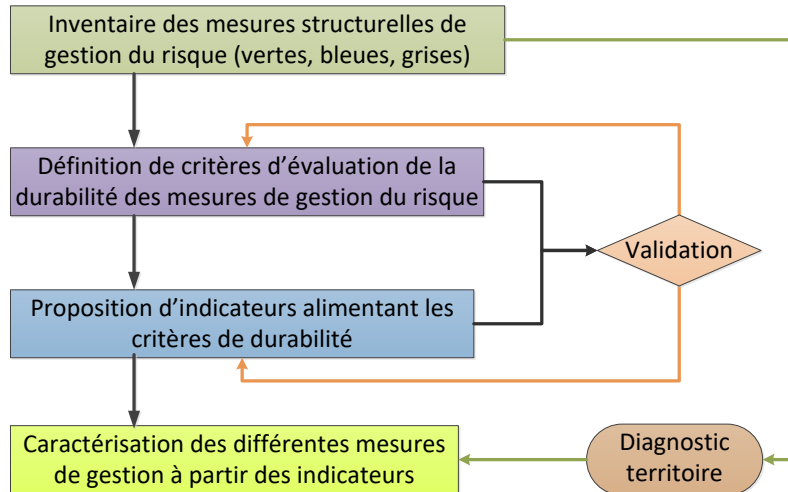 Inventaire des mesures structurelles de
gestion du risque (vertes, bleues, grises)
Définition de critères d'évaluation de la
durabilité des mesures de gestion du risque
Validation
Proposition d'indicateurs alimentant les
critères de durabilité
Caractérisation des différentes mesures
de gestion à partir des indicateurs
Diagnostic
territoire